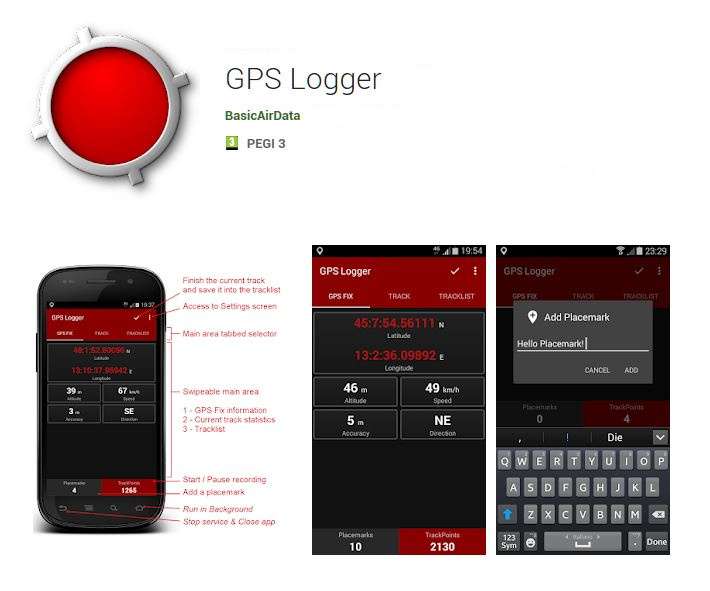 GPS Logger
BasicAirData
3 PEGI 3
Finish the current track
and save it into the tracklist
Access to Settings screen
Main area tabbed selector
Swipeable main area
1 - GPS Fix information
2 - Current track statistics
3 - Tracklist
Start / Pause recording
Add a placemark
Run in Background
Stop service & Close app
19:37
GPS Logger
GPS FIX TRACK TRACKLIST
48:1:52.80056 N
Latitude
13:10:37.95942 E
Longitude
39 m 67 km/h
Altitude Speed
3 m SE
Accuracy Direction
Placemarks TrackPoints
4 1265
4G 19:54
GPS Logger
GPS FIX TRACK TRACKLIST
45:7:54.56111 N
Latitude
13:2:36.09892 E
Longitude
46 m 49 km/h
Altitude Speed
5 m NE
Accuracy Direction
Placemarks TrackPoints
10 2130
23:29
GPS Logger
GPS FIX TRACK TRACKLIST
Add Placemark
Hello Placemark!
CANCEL ADD
Placemarks TrackPoints
0 4
, ! Die
Q W E R T Y U I O P
A S D F G H J K L
Z X C V B N M
123 Sym Italiano . Done